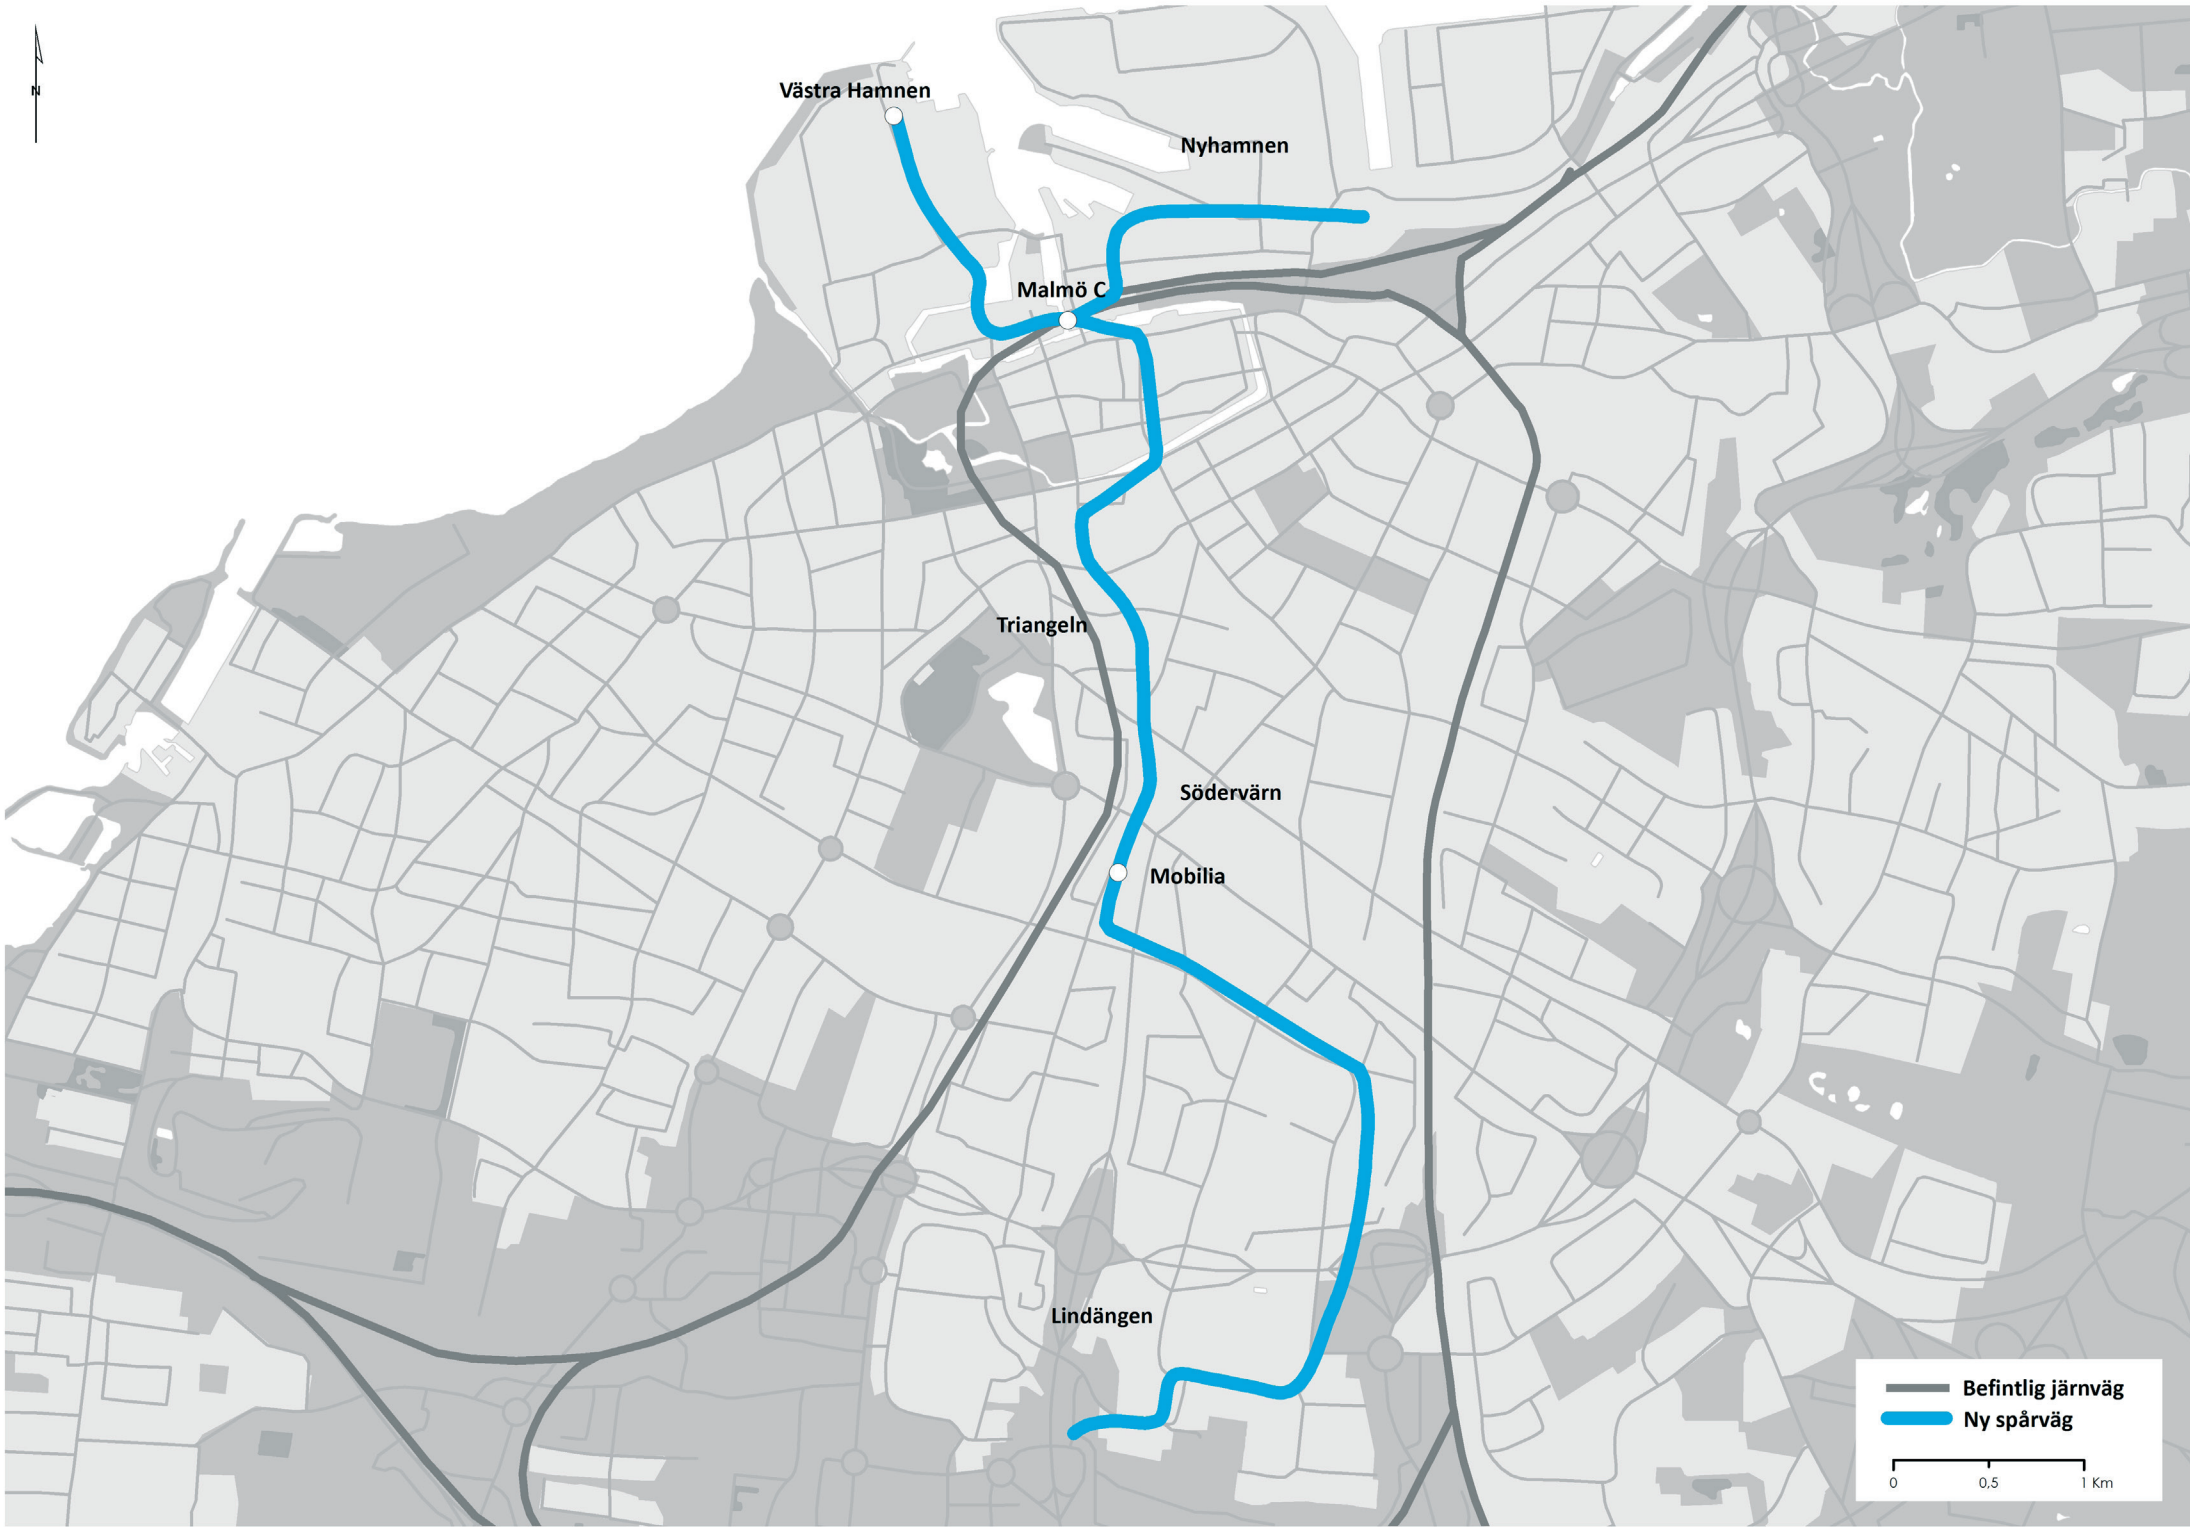 N
Västra Hamnen
Nyhamnen
Malmö C
Triangeln
Södervärn
Mobilia
Lindängen
Befintlig järnväg
Ny spårväg
0 0,5 1 Km